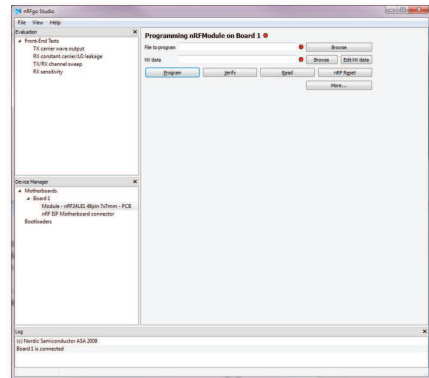 nRFgo Studio
File View Help
Evaluation
Front-End Tests
TX carrier wave output
RX constant carrier/LO leakage
TX/RX channel sweep
RX sensitivity
Device Manager
Motherboards
Board 1
Module - nRF24LE1 48pin 7x7mm - PCB
nRF ISP Motherboard connector
Bootloaders
Programming nRFModule on Board 1
File to program
Browse
NV data
Browse Edit NV data
Program Verify Read nRF Reset
More...
Log
(c) Nordic Semiconductor ASA 2009
Board 1 is connected